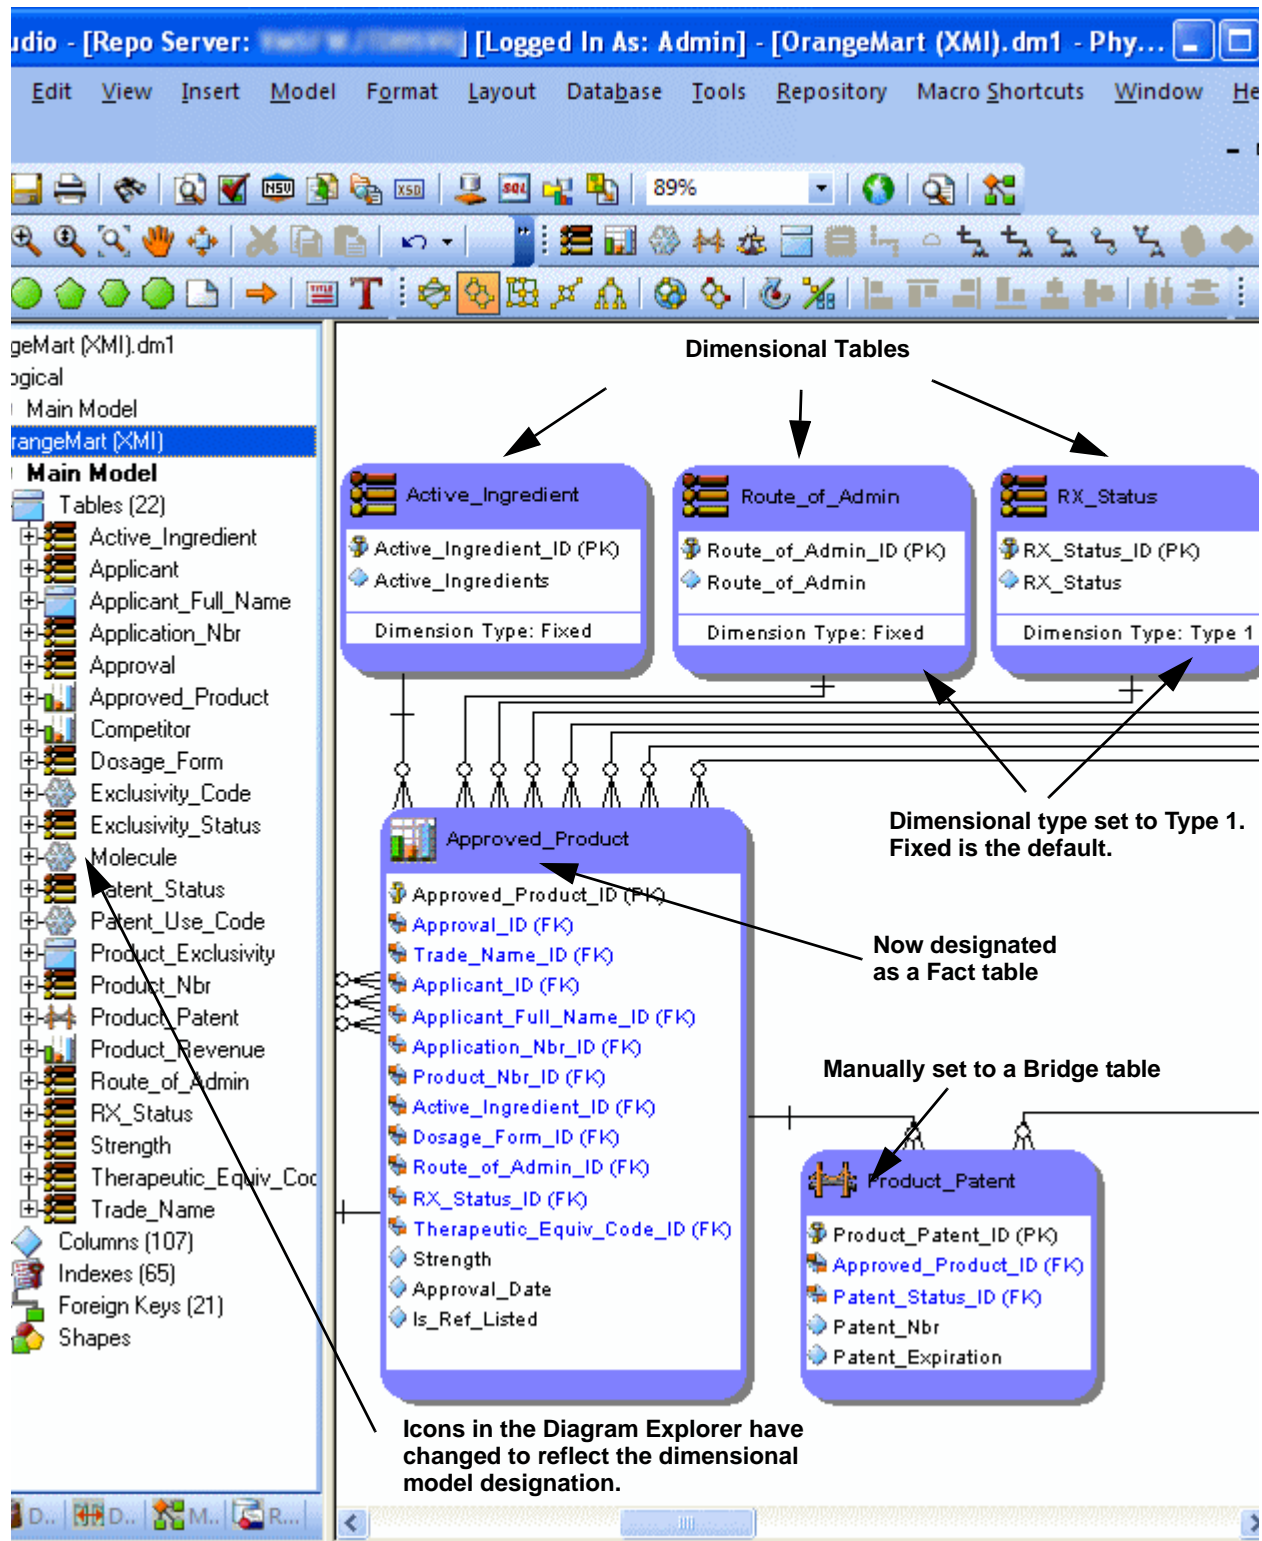 udio - [Repo Server: ] [Logged In As: Admin] - [OrangeMart (XMI).dm1 - Phy...
Edit View Insert Model Format Layout Database Tools Repository Macro Shortcuts Window He
NSU XSD SQL 89%
TITLE T
geMart (XMI).dm1
ogical
Main Model
rangeMart (XMI)
Main Model
Tables (22)
Active_Ingredient
Applicant
Applicant_Full_Name
Application_Nbr
Approval
Approved_Product
Competitor
Dosage_Form
Exclusivity_Code
Exclusivity_Status
Molecule
Patent_Status
Patent_Use_Code
Product_Exclusivity
Product_Nbr
Product_Patent
Product_Revenue
Route_of_Admin
RX_Status
Strength
Therapeutic_Equiv_Coc
Trade_Name
Columns (107)
Indexes (65)
Foreign Keys (21)
Shapes
D.. D.. M.. R...
Dimensional Tables
Active_Ingredient
Active_Ingredient_ID (PK)
Active_Ingredients
Dimension Type: Fixed
Route_of_Admin
Route_of_Admin_ID (PK)
Route_of_Admin
Dimension Type: Fixed
RX_Status
RX_Status_ID (PK)
RX_Status
Dimension Type: Type 1
Dimensional type set to Type 1.
Fixed is the default.
Approved_Product
Approved_Product_ID (PK)
Approval_ID (FK)
Trade_Name_ID (FK)
Applicant_ID (FK)
Applicant_Full_Name_ID (FK)
Application_Nbr_ID (FK)
Product_Nbr_ID (FK)
Active_Ingredient_ID (FK)
Dosage_Form_ID (FK)
Route_of_Admin_ID (FK)
RX_Status_ID (FK)
Therapeutic_Equiv_Code_ID (FK)
Strength
Approval_Date
Is_Ref_Listed
Now designated
as a Fact table
Manually set to a Bridge table
Product_Patent
Product_Patent_ID (PK)
Approved_Product_ID (FK)
Patent_Status_ID (FK)
Patent_Nbr
Patent_Expiration
Icons in the Diagram Explorer have
changed to reflect the dimensional
model designation.